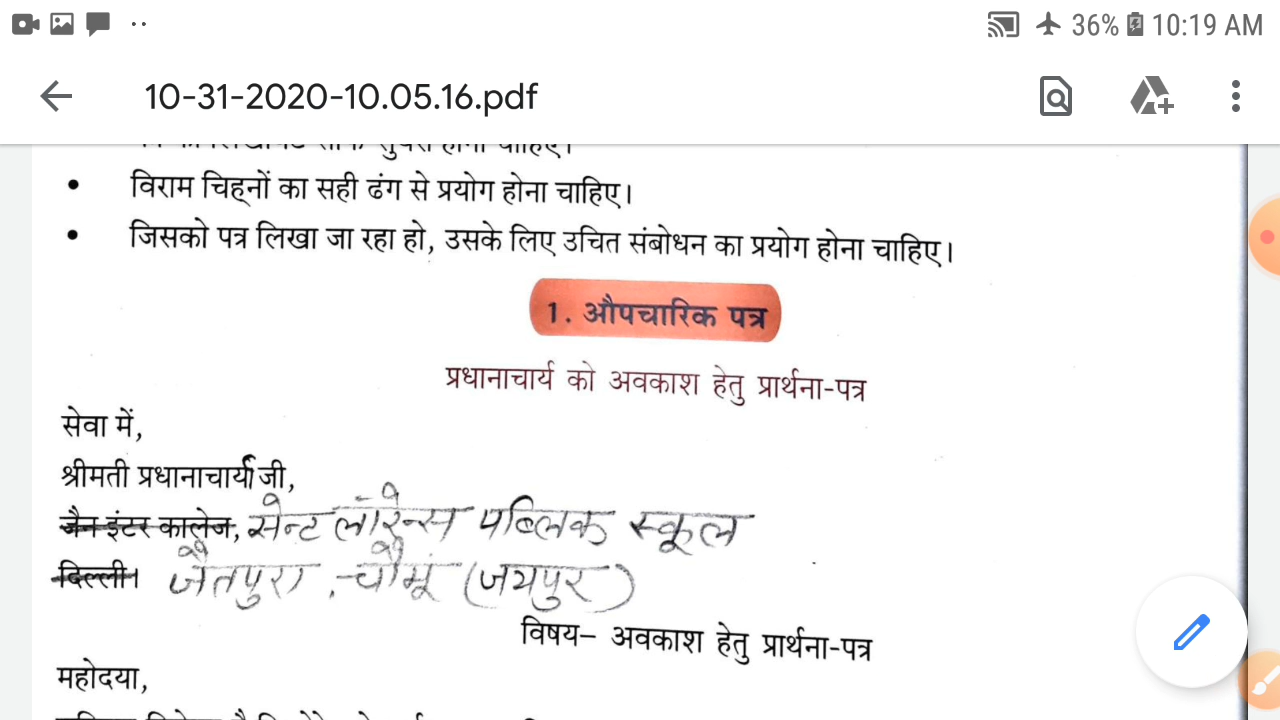 36% 10:19 AM
10-31-2020-10.05.16.pdf
• विराम चिह्नों का सही ढंग से प्रयोग होना चाहिए।
• जिसको पत्र लिखा जा रहा हो, उसके लिए उचित संबोधन का प्रयोग होना चाहिए।
1. औपचारिक पत्र
प्रधानाचार्य को अवकाश हेतु प्रार्थना-पत्र
सेवा में,
श्रीमती प्रधानाचार्या जी,
जैन इंटर कालेज, सेन्ट लॉरेन्स पब्लिक स्कूल
दिल्ली। जैतपुरा, चौमूं (जयपुर)
विषय– अवकाश हेतु प्रार्थना-पत्र
महोदया,